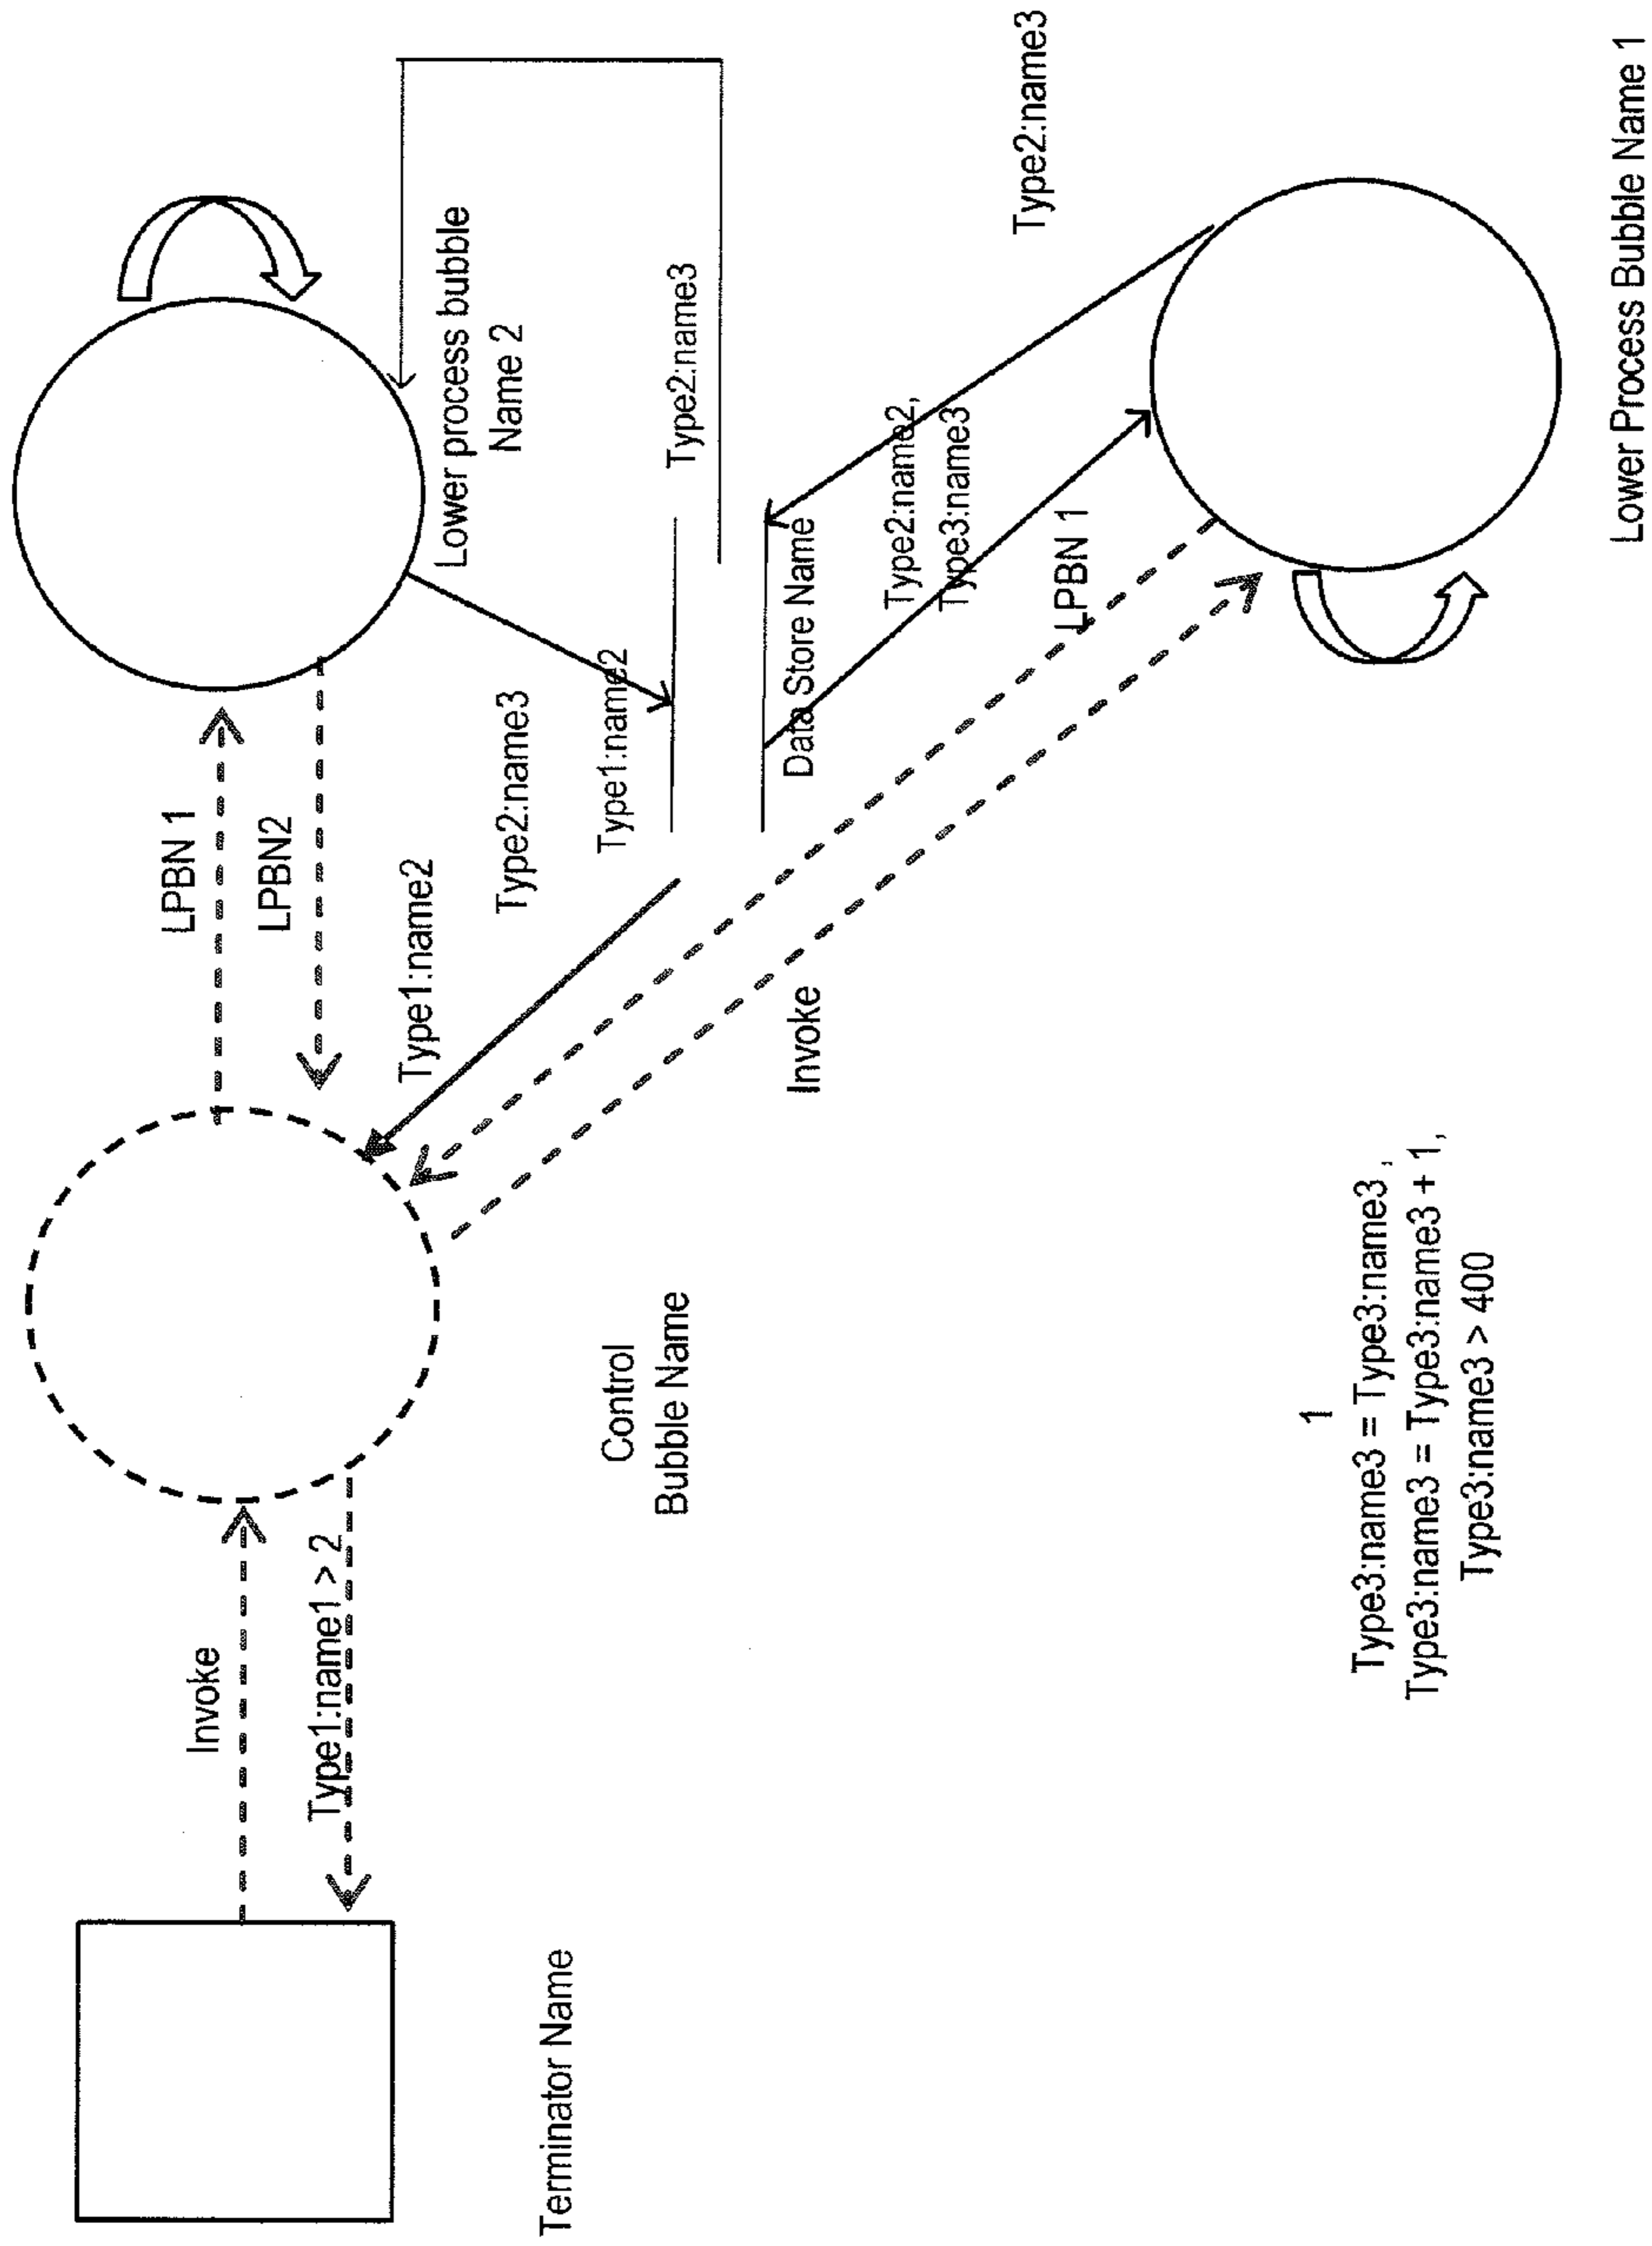 Invoke
Type1:name1 > 2
Terminator Name
Control
Bubble Name
LPBN 1
LPBN2
Type1:name2
Type2:name3
Type1:name2
Lower process bubble
Name 2
Type2:name3
Data Store Name
Type2:name2,
Type3:name3
LPBN 1
Invoke
Type2:name3
Lower Process Bubble Name 1
1
Type3:name3 = Type3:name3 ,
Type3:name3 = Type3:name3 + 1,
Type3:name3 > 400